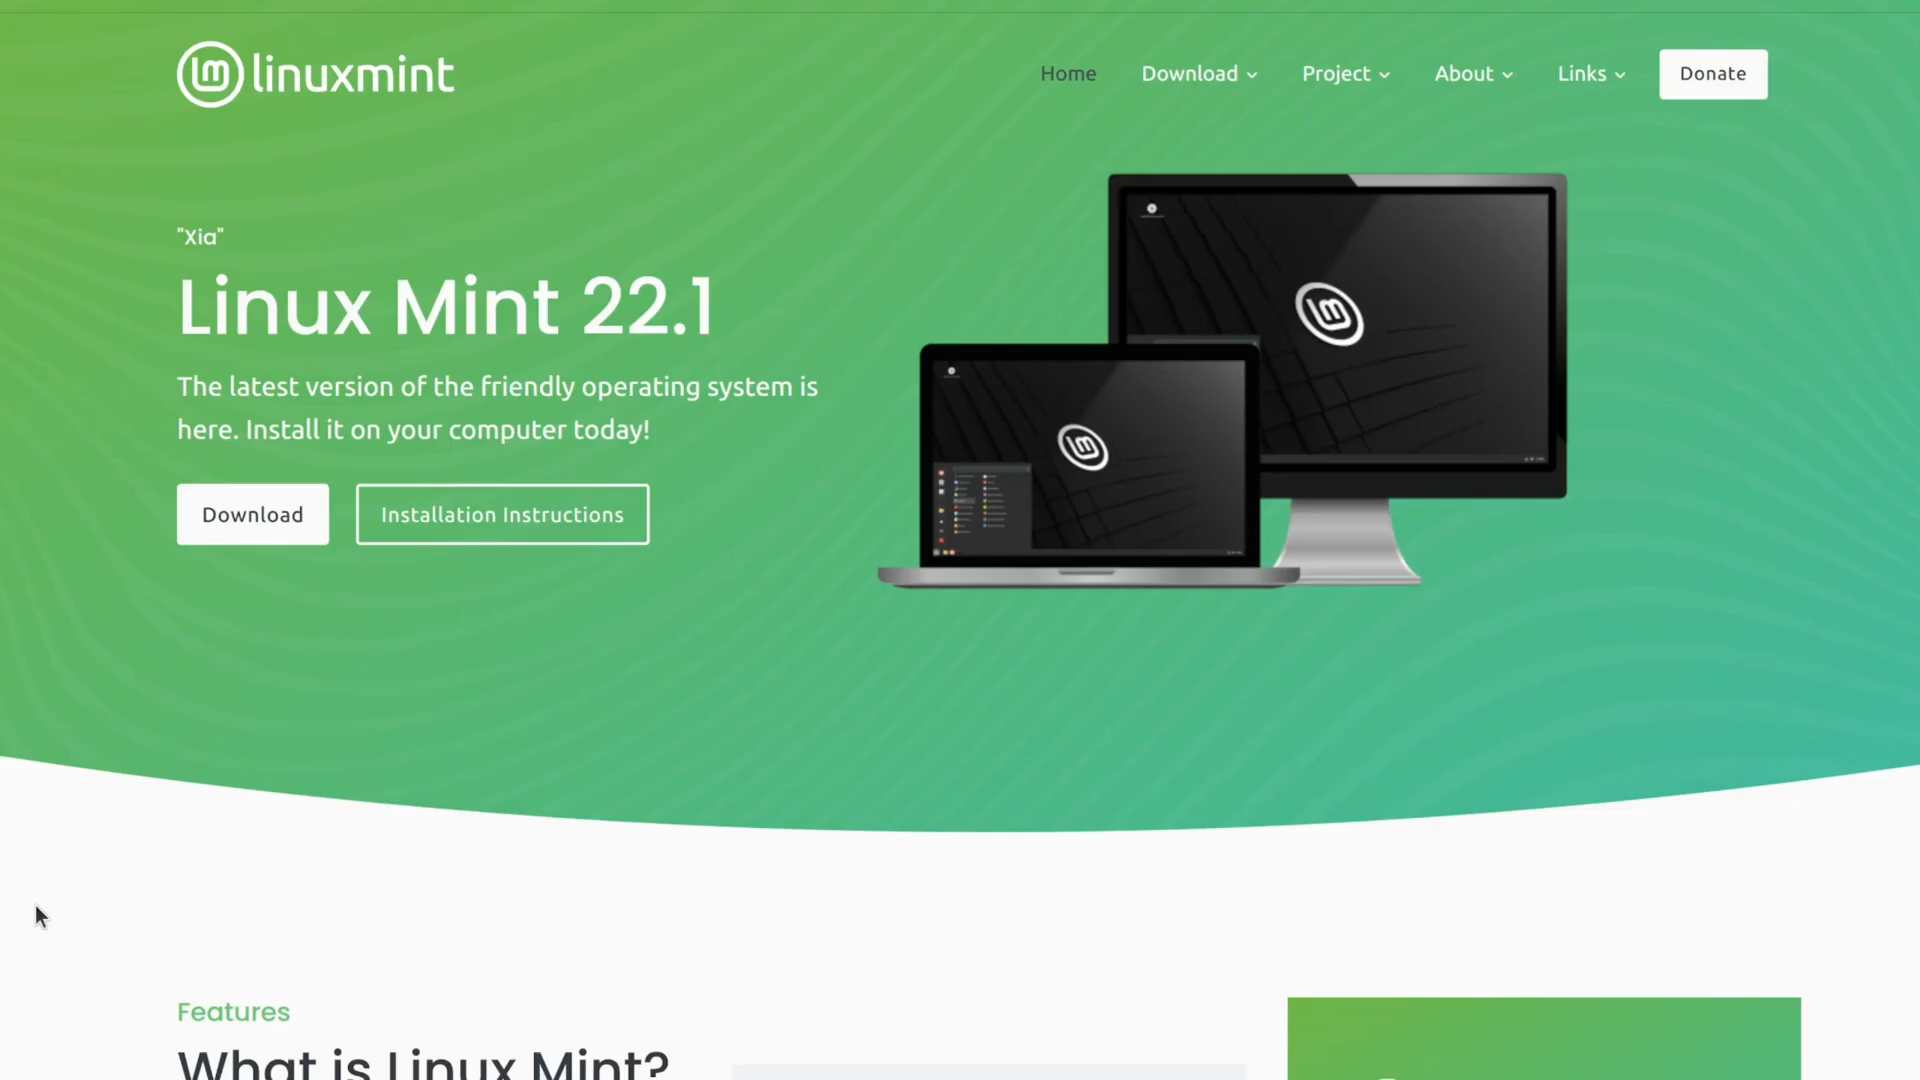 linuxmint
Home
Download
Project
About
Links
Donate
"Xia"
Linux Mint 22.1
The latest version of the friendly operating system is
here. Install it on your computer today!
Download
Installation Instructions
Features
What is Linux Mint?